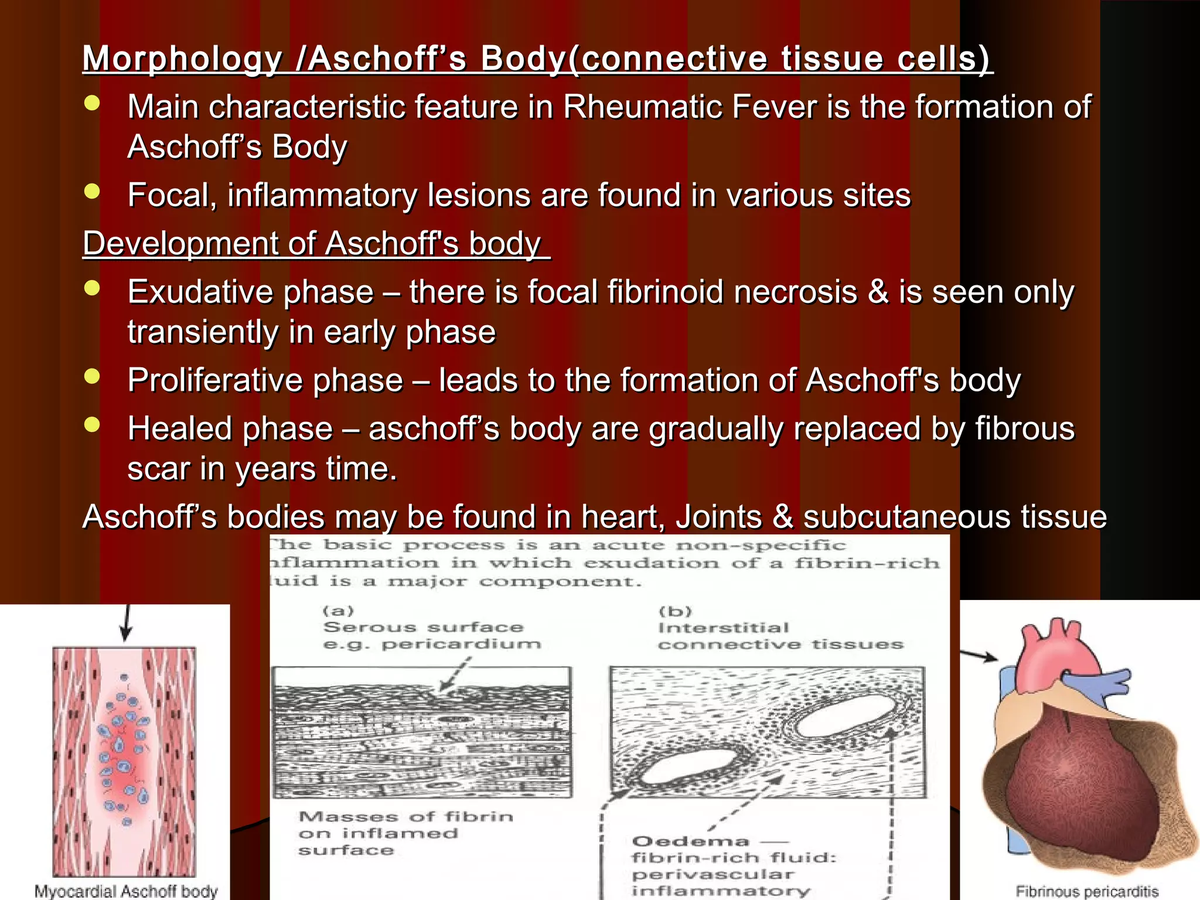 Morphology /Aschoff’s Body(connective tissue cells)
Main characteristic feature in Rheumatic Fever is the formation of
Aschoff’s Body
Focal, inflammatory lesions are found in various sites
Development of Aschoff's body
Exudative phase – there is focal fibrinoid necrosis & is seen only
transiently in early phase
Proliferative phase – leads to the formation of Aschoff's body
Healed phase – aschoff’s body are gradually replaced by fibrous
scar in years time.
Aschoff’s bodies may be found in heart, Joints & subcutaneous tissue
The basic process is an acute non-specific
nflammation in which exudation of a fibrin-rich
luid is a major component.
(a)
Serous surface
e.g. pericardium
(b)
Interstitial
connective tissues
Masses of fibrin
on inflamed
surface
Oedema —
fibrin-rich fluid:
perivascular
inflammatory
Myocardial Aschoff body
Fibrinous pericarditis